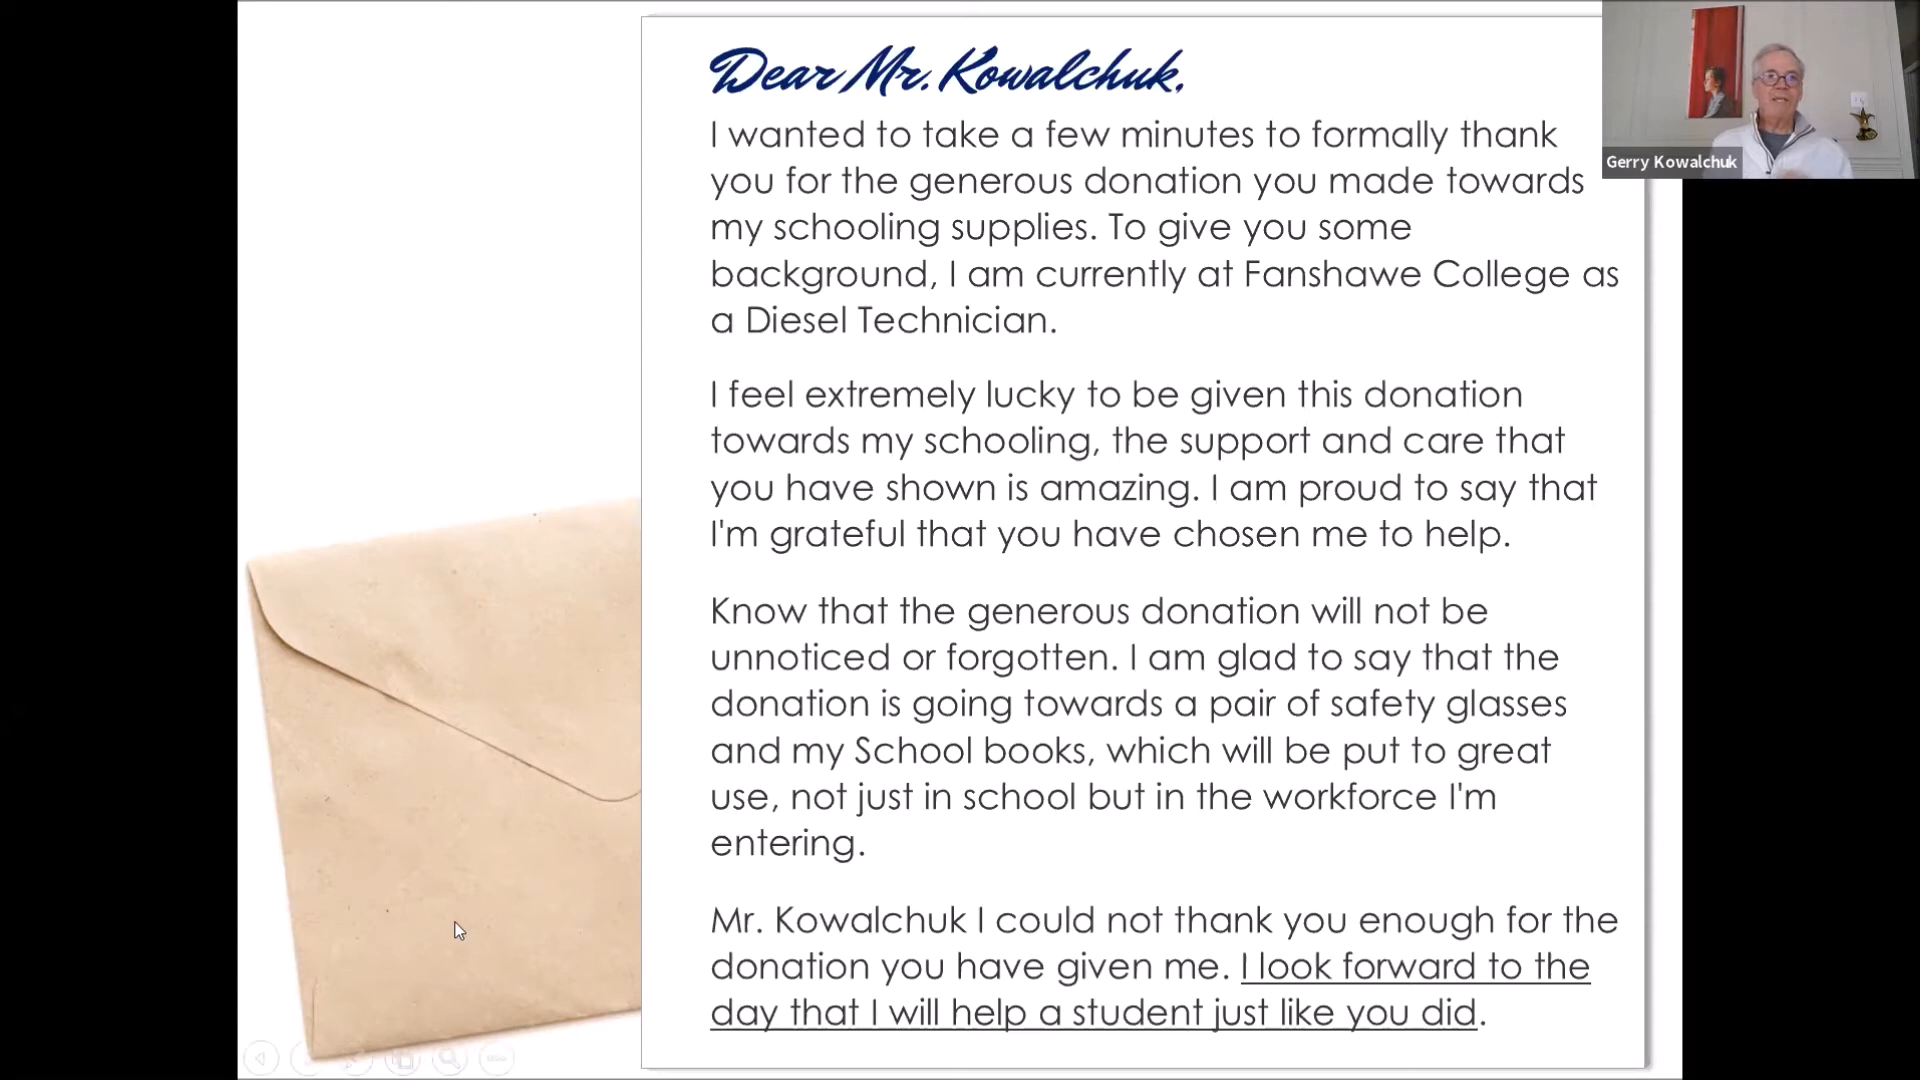 Dear Mr. Kowalchuk,
I wanted to take a few minutes to formally thank
you for the generous donation you made towards
my schooling supplies. To give you some
background, I am currently at Fanshawe College as
a Diesel Technician.
I feel extremely lucky to be given this donation
towards my schooling, the support and care that
you have shown is amazing. I am proud to say that
I'm grateful that you have chosen me to help.
Know that the generous donation will not be
unnoticed or forgotten. I am glad to say that the
donation is going towards a pair of safety glasses
and my School books, which will be put to great
use, not just in school but in the workforce I'm
entering.
Mr. Kowalchuk I could not thank you enough for the
donation you have given me. I look forward to the
day that I will help a student just like you did.
Gerry Kowalchuk